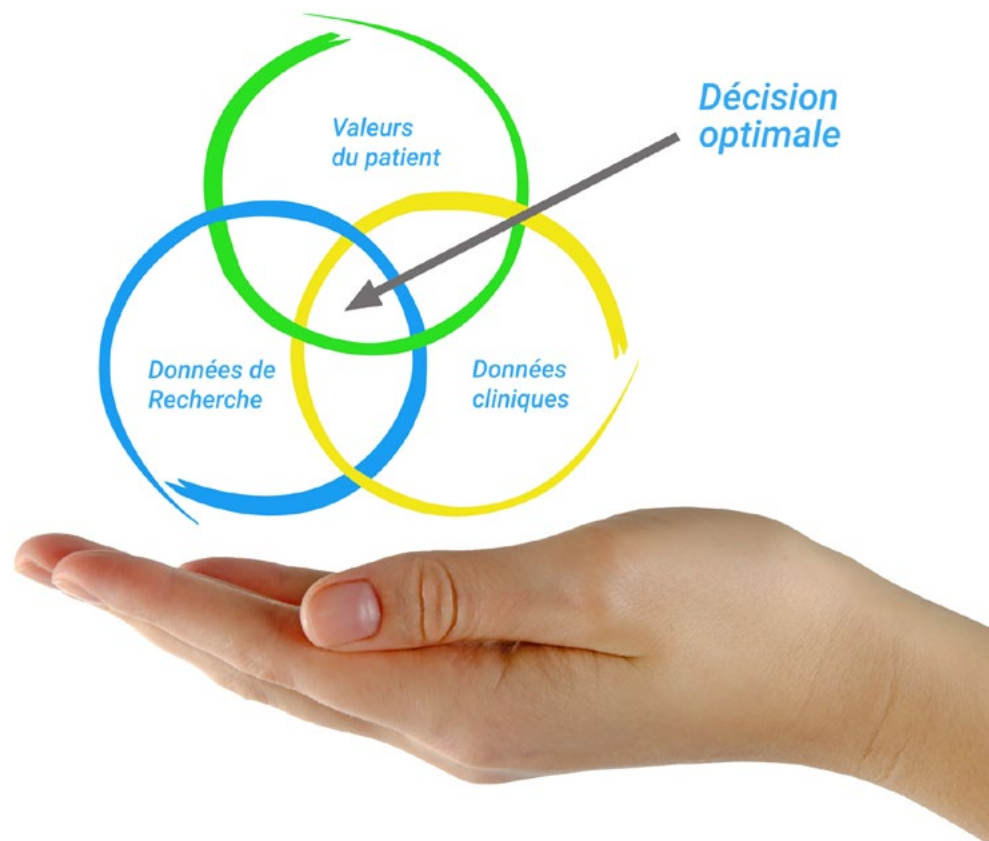 Décision
optimale
Valeurs
du patient
Données de
Recherche
Données
cliniques